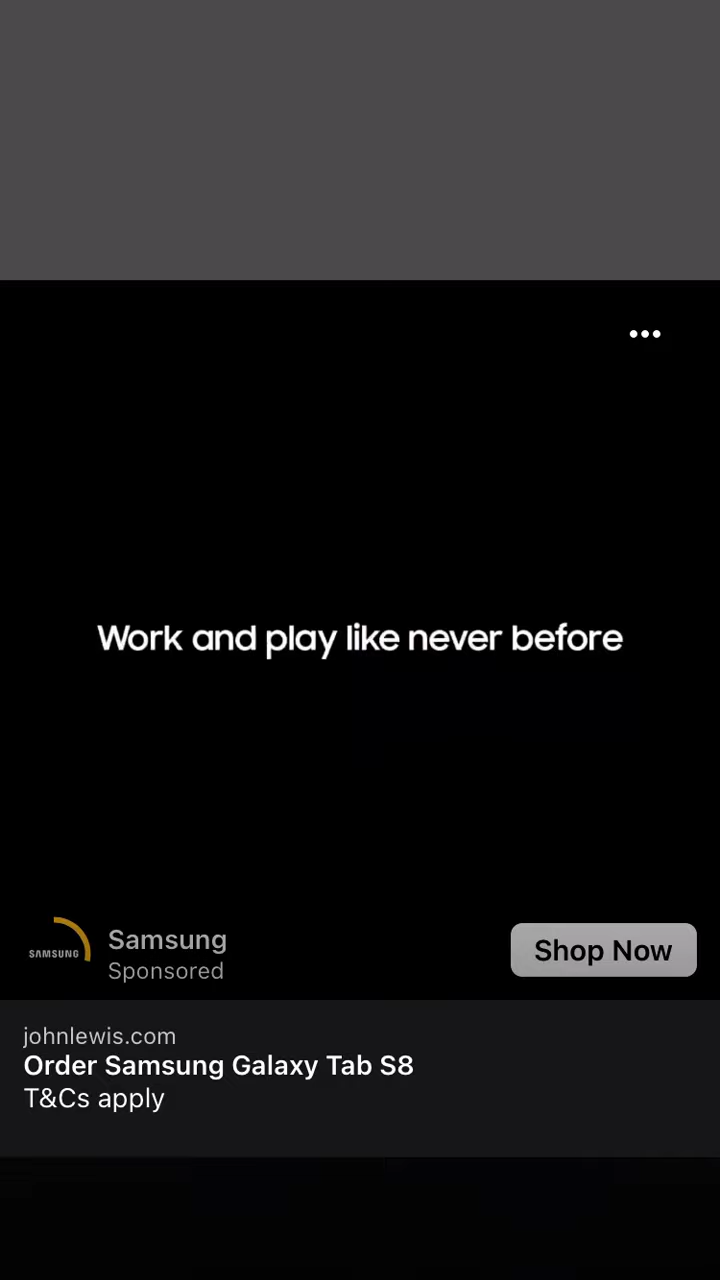 Work and play like never before
SAMSUNG
Samsung
Sponsored
Shop Now
johnlewis.com
Order Samsung Galaxy Tab S8
T&Cs apply